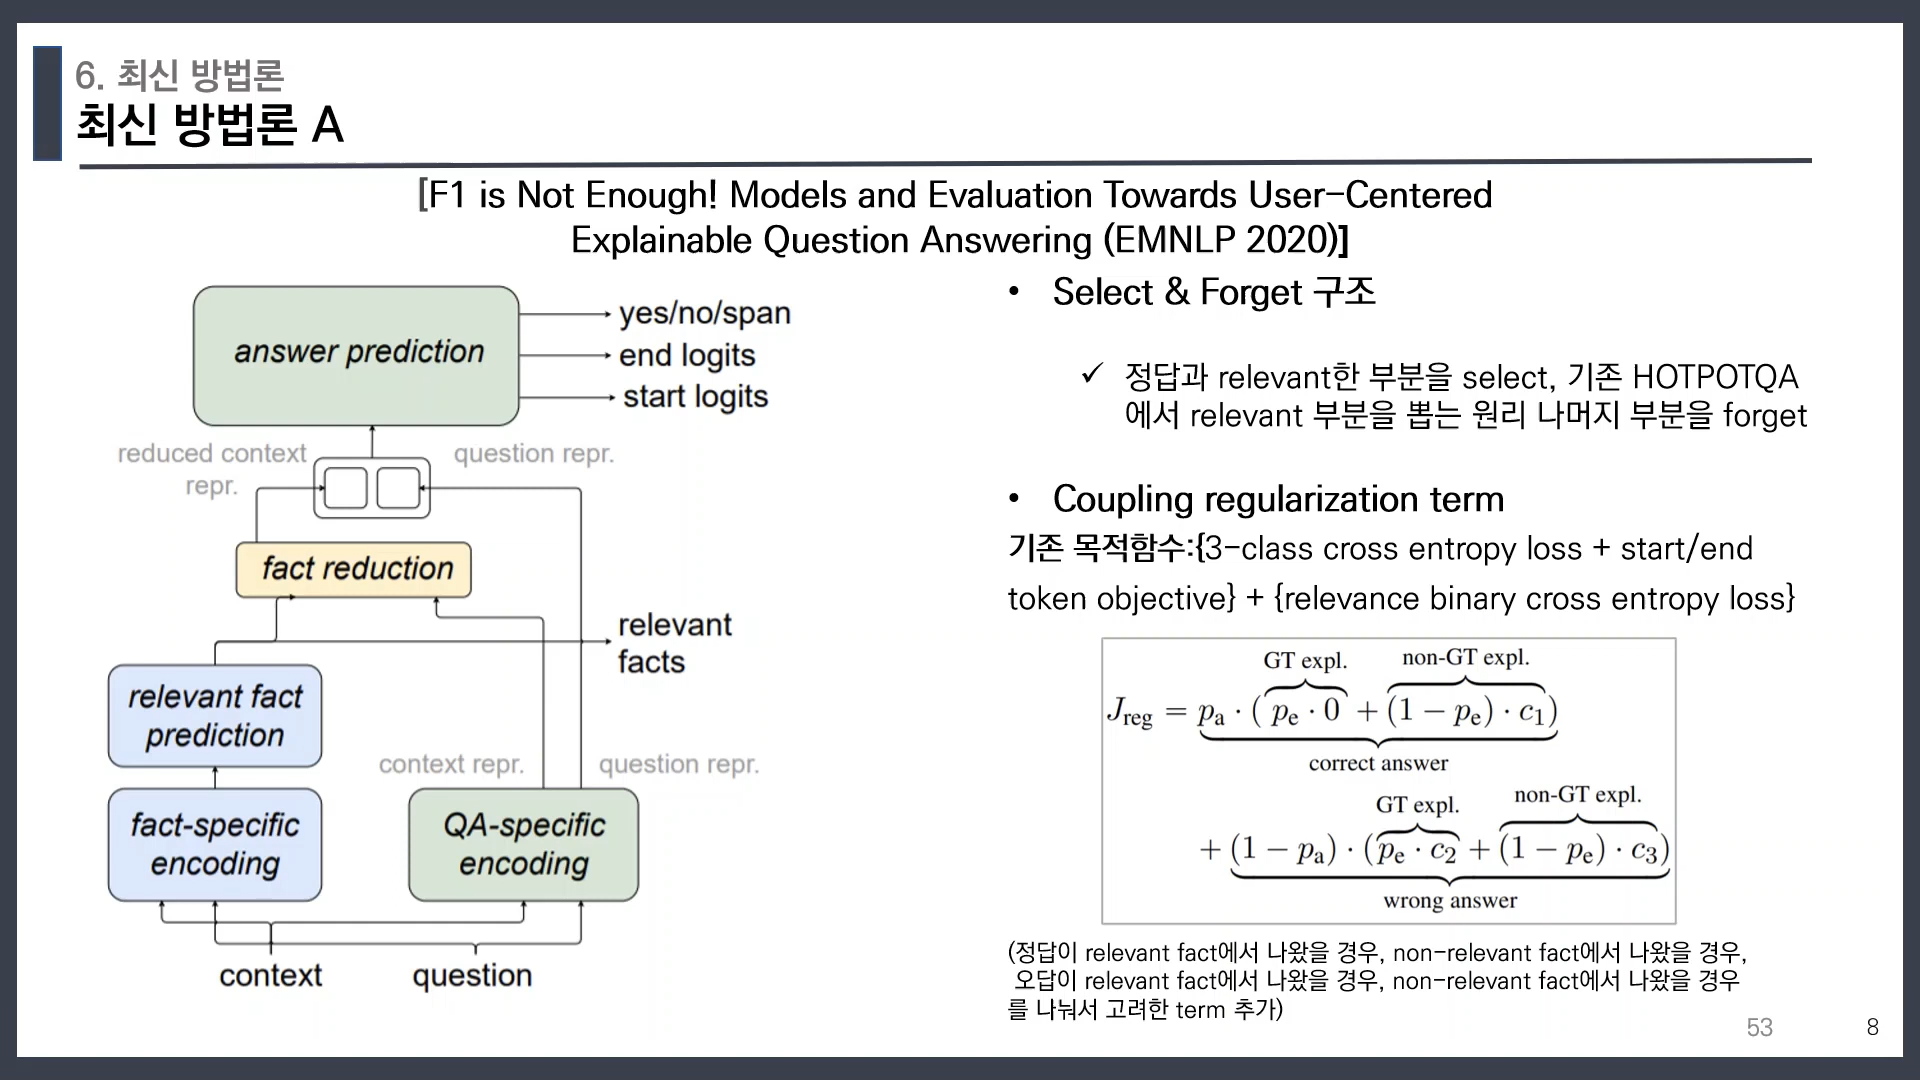 6. 최신 방법론
최신 방법론 A
[F1 is Not Enough! Models and Evaluation Towards User-Centered
Explainable Question Answering (EMNLP 2020)]
answer prediction
yes/no/span
end logits
start logits
reduced context
repr.
question repr.
fact reduction
relevant
facts
relevant fact
prediction
context repr.
question repr.
fact-specific
encoding
QA-specific
encoding
context
question
• Select & Forget 구조
✓ 정답과 relevant한 부분을 select, 기존 HOTPOTQA
에서 relevant 부분을 뽑는 원리 나머지 부분을 forget
• Coupling regularization term
기존 목적함수:{3-class cross entropy loss + start/end
token objective} + {relevance binary cross entropy loss}
GT expl. non-GT expl.
J_reg = p_a · ( p_e · 0 + (1 − p_e) · c_1)
correct answer
GT expl. non-GT expl.
+ (1 − p_a) · (p_e · c_2 + (1 − p_e) · c_3)
wrong answer
(정답이 relevant fact에서 나왔을 경우, non-relevant fact에서 나왔을 경우,
오답이 relevant fact에서 나왔을 경우, non-relevant fact에서 나왔을 경우
를 나눠서 고려한 term 추가)
53
8